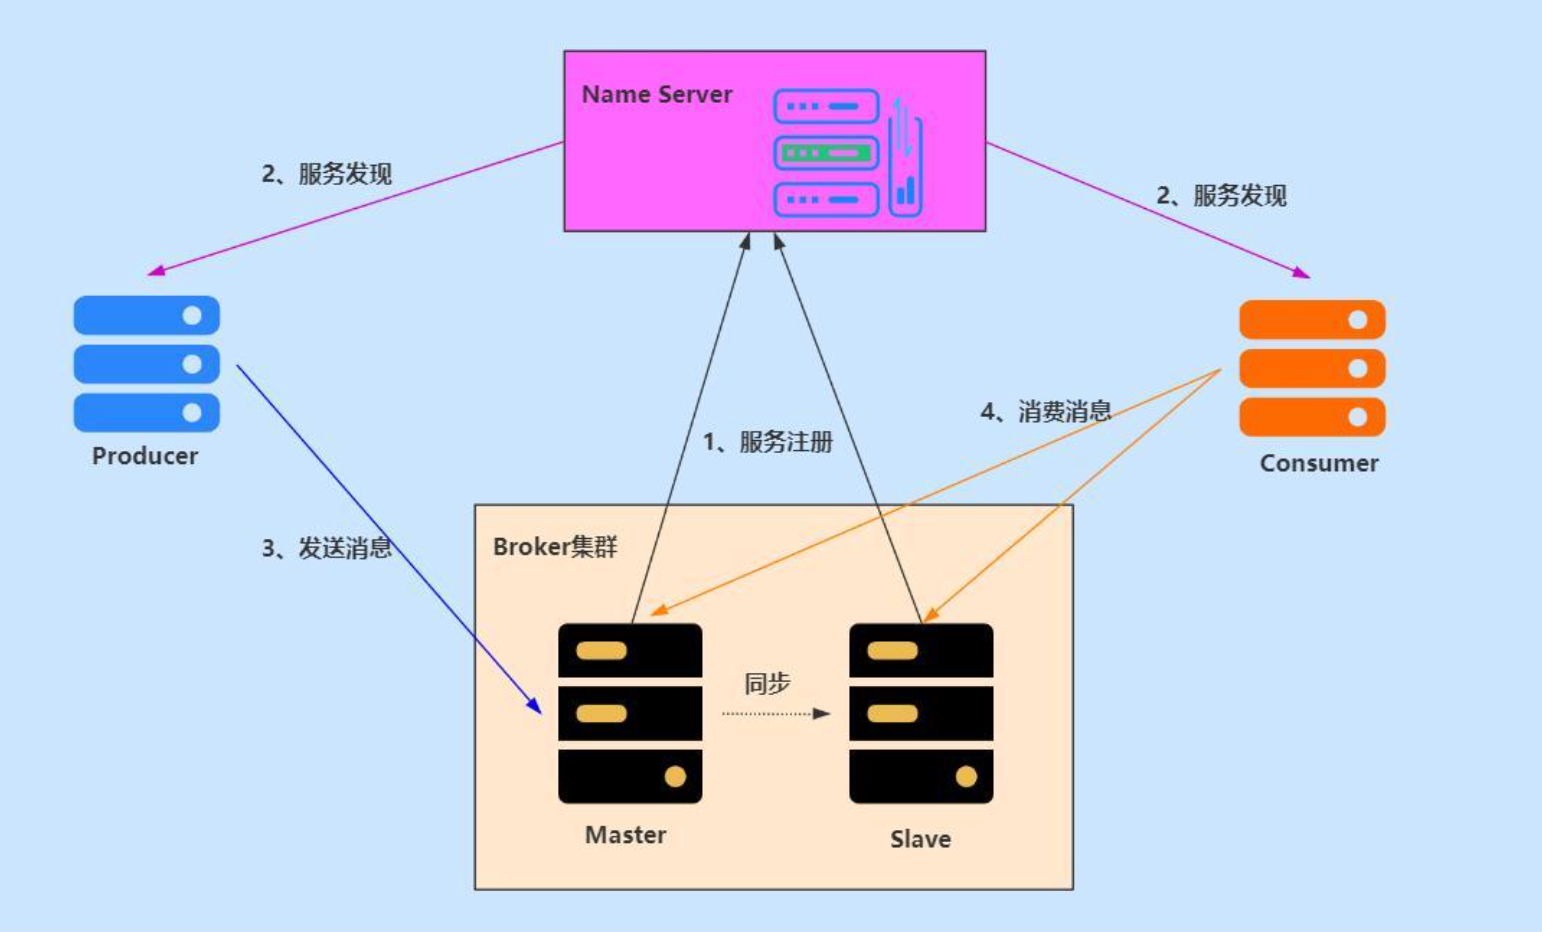 Name Server
2、服务发现
2、服务发现
Producer
Consumer
4、消费消息
1、服务注册
3、发送消息
Broker集群
同步
Master
Slave